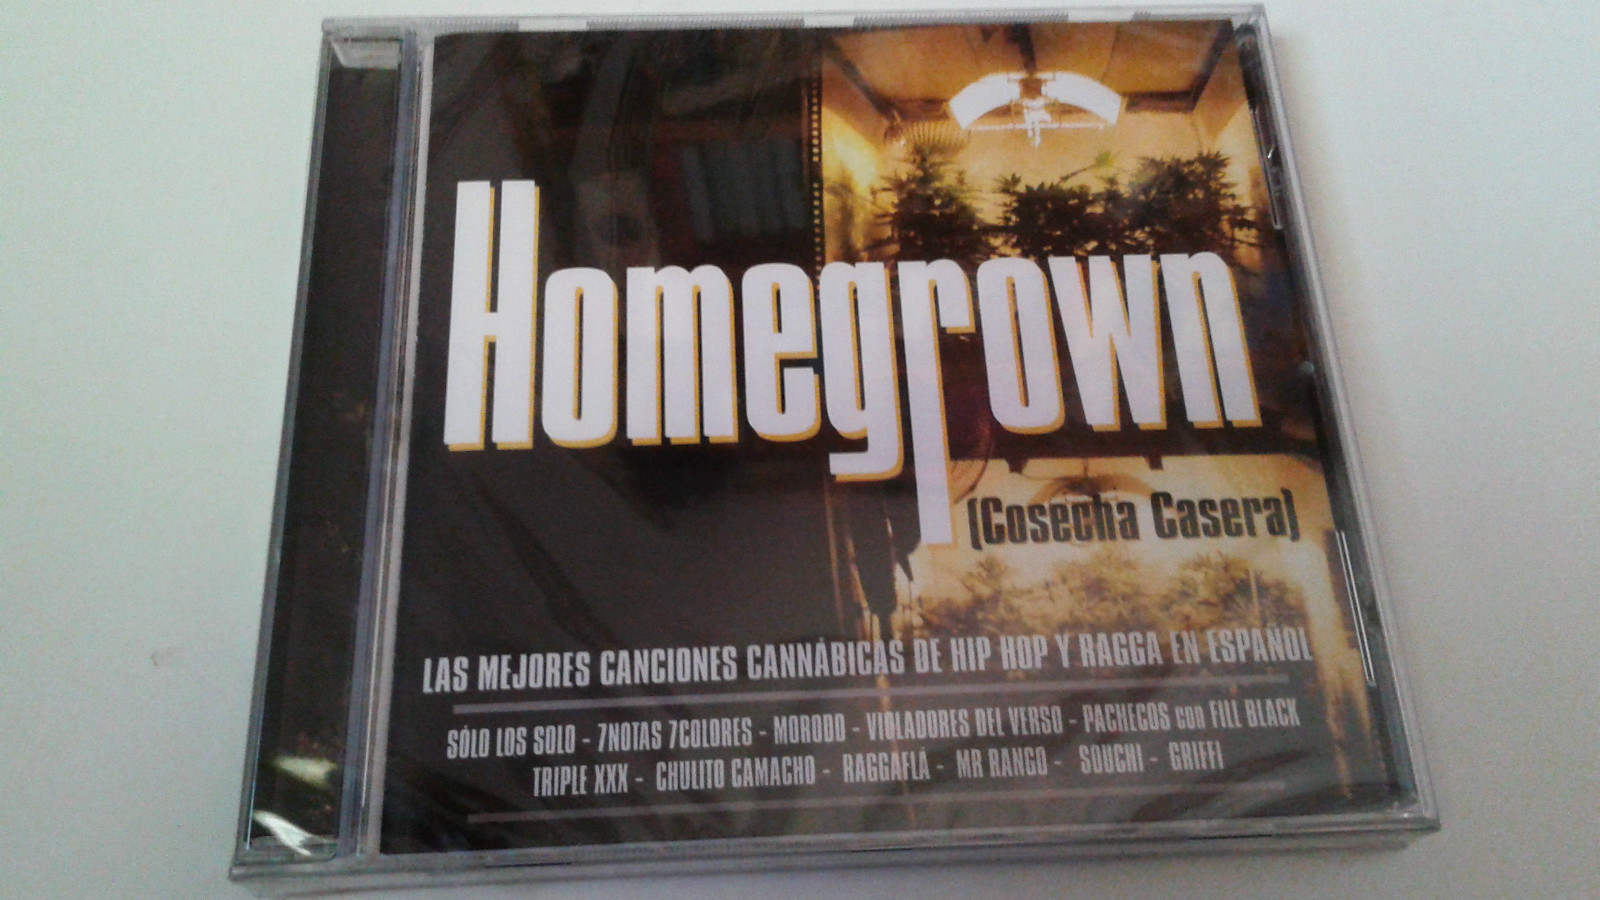 Homegrown
(Cosecha Casera)
LAS MEJORES CANCIONES CANNÁBICAS DE HIP HOP Y RAGGA EN ESPAÑOL
SÓLO LOS SOLO - 7NOTAS 7COLORES - MORODO - VIOLADORES DEL VERSO - PACHECOS con FILL BLACK
TRIPLE XXX - CHULITO CAMACHO - RAGGAFLÁ - MR RANGO - SOUCHI - GRIFFI